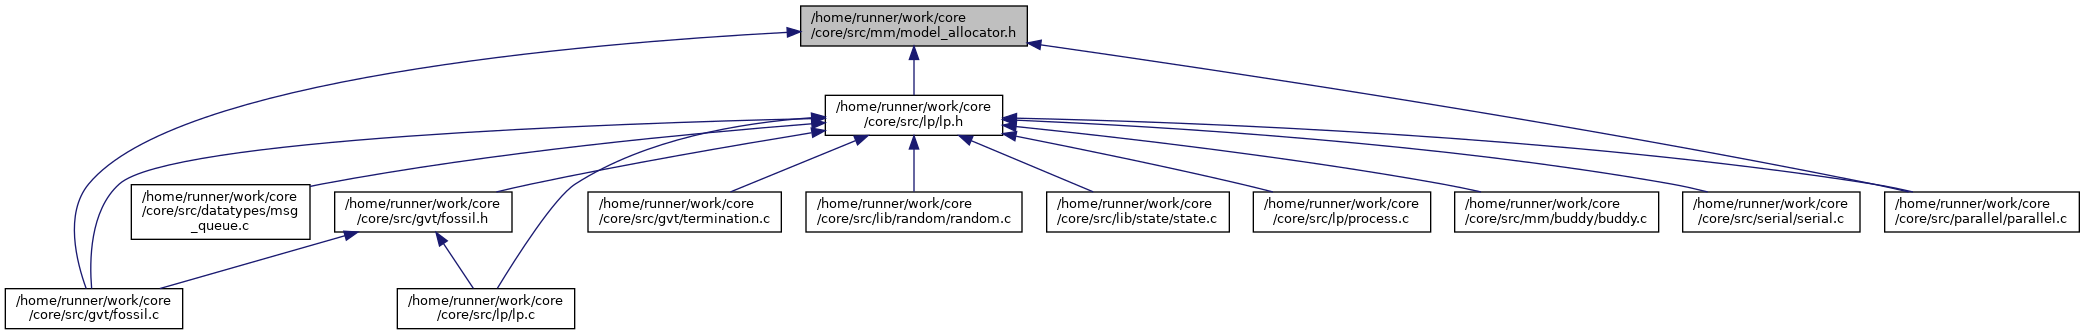 /home/runner/work/core
/core/src/mm/model_allocator.h
/home/runner/work/core
/core/src/lp/lp.h
/home/runner/work/core
/core/src/datatypes/msg
_queue.c
/home/runner/work/core
/core/src/gvt/fossil.h
/home/runner/work/core
/core/src/gvt/termination.c
/home/runner/work/core
/core/src/lib/random/random.c
/home/runner/work/core
/core/src/lib/state/state.c
/home/runner/work/core
/core/src/lp/process.c
/home/runner/work/core
/core/src/mm/buddy/buddy.c
/home/runner/work/core
/core/src/serial/serial.c
/home/runner/work/core
/core/src/parallel/parallel.c
/home/runner/work/core
/core/src/gvt/fossil.c
/home/runner/work/core
/core/src/lp/lp.c